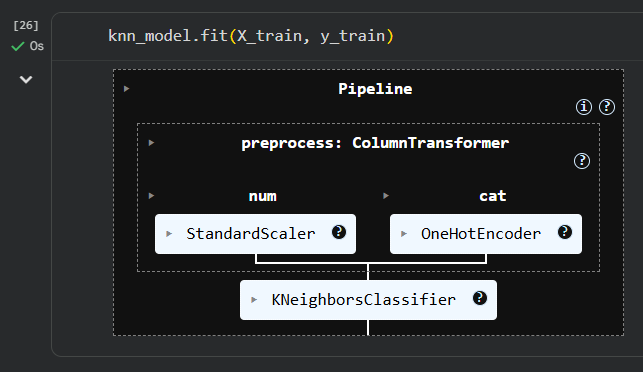 [26]
0s
knn_model.fit(X_train, y_train)
Pipeline
i ?
preprocess: ColumnTransformer
?
num cat
StandardScaler ? OneHotEncoder ?
KNeighborsClassifier ?